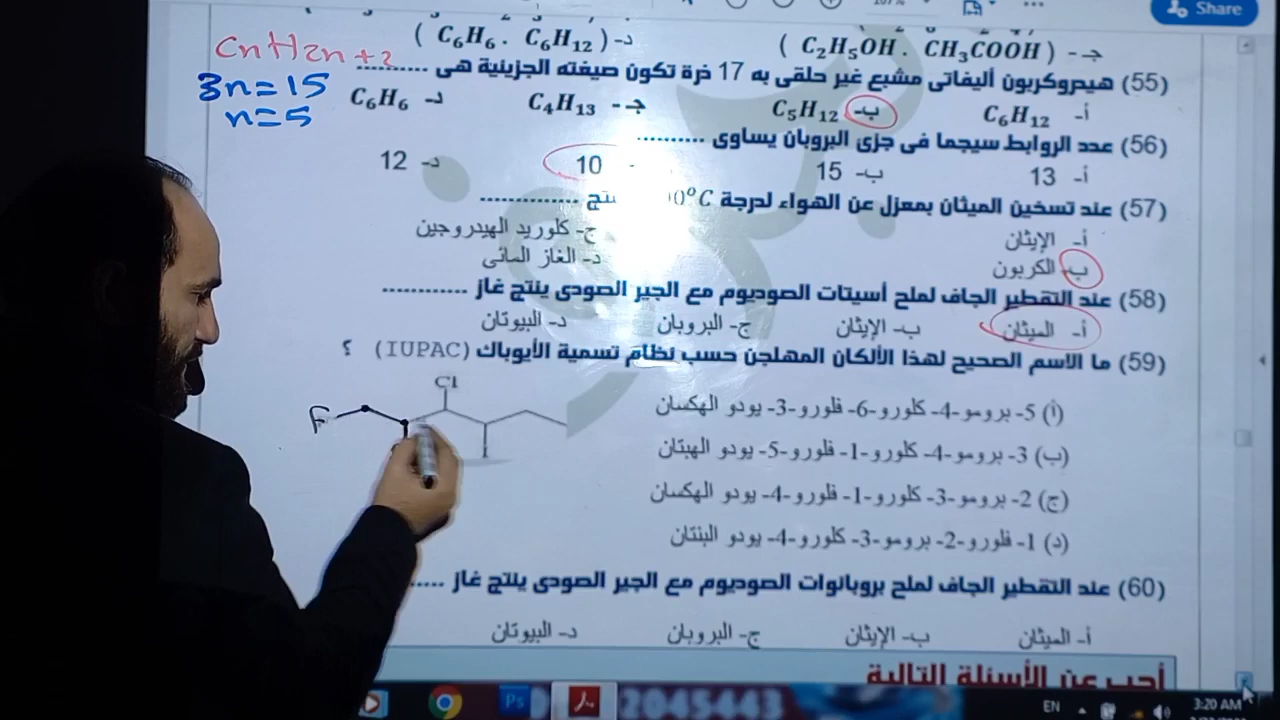 Share
CnH2n+2
3n=15
n=5
جـ- ( C2H5OH . CH3COOH )
د- ( C6H6 . C6H12 )
(55) هيدروكربون أليفاتى مشبع غير حلقى به 17 ذرة تكون صيغته الجزيئية هى ..........
أ- C6H12
ب- C5H12
جـ- C4H13
د- C6H6
(56) عدد الروابط سيجما فى جزى البروبان يساوى ..........
أ- 13
ب- 15
- 10
د- 12
(57) عند تسخين الميثان بمعزل عن الهواء لدرجة 0°C نتج ..............
أ- الإيثان
ب- الكربون
ج- كلوريد الهيدروجين
د- الغاز المائى
(58) عند التقطير الجاف لملح أسيتات الصوديوم مع الجير الصودى ينتج غاز ............
أ- الميثان
ب- الإيثان
ج- البروبان
د- البيوتان
(59) ما الاسم الصحيح لهذا الألكان المهلجن حسب نظام تسمية الأيوباك (IUPAC) ؟
Cl
F
I
(أ) 5- برومو-4- كلورو-6- فلورو-3- يودو الهكسان
(ب) 3- برومو-4- كلورو-1- فلورو-5- يودو الهبتان
(ج) 2- برومو-3- كلورو-1- فلورو-4- يودو الهكسان
(د) 1- فلورو-2- برومو-3- كلورو-4- يودو البنتان
(60) عند التقطير الجاف لملح بروبانوات الصوديوم مع الجير الصودى ينتج غاز .....
أ- الميثان
ب- الإيثان
ج- البروبان
د- البيوتان
أجب عن الأسئلة التالية
Ps
2045443
EN
3:20 AM